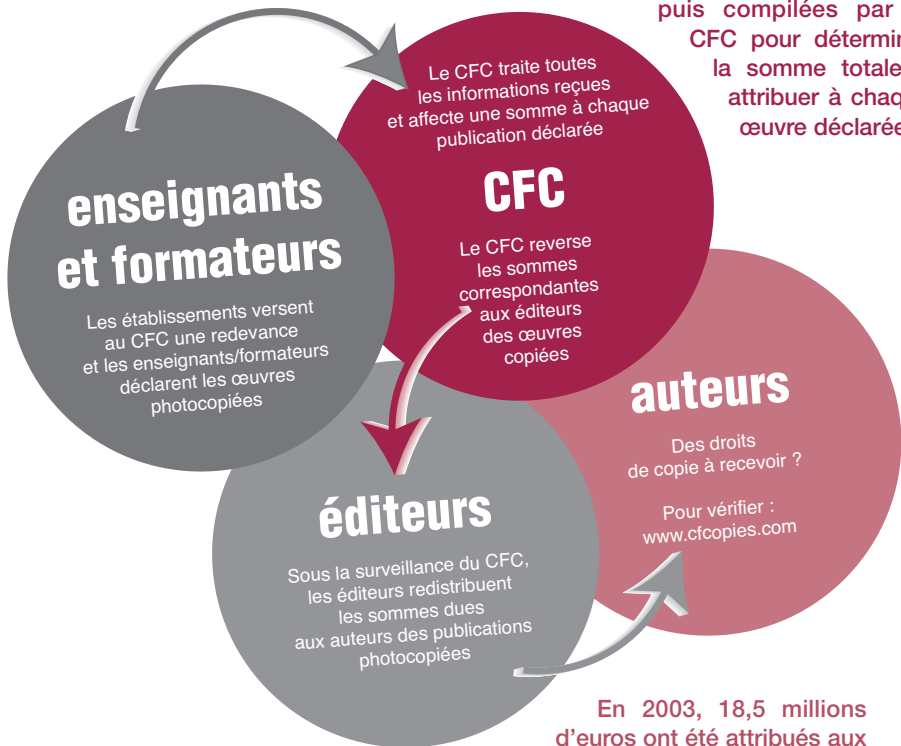 puis compilées par
CFC pour détermin
la somme totale
attribuer à chaq
œuvre déclarée
Le CFC traite toutes
les informations reçues
et affecte une somme à chaque
publication déclarée
CFC
Le CFC reverse
les sommes
correspondantes
aux éditeurs
des œuvres
copiées
enseignants
et formateurs
Les établissements versent
au CFC une redevance
et les enseignants/formateurs
déclarent les œuvres
photocopiées
auteurs
Des droits
de copie à recevoir ?
Pour vérifier :
www.cfcopies.com
éditeurs
Sous la surveillance du CFC,
les éditeurs redistribuent
les sommes dues
aux auteurs des publications
photocopiées
En 2003, 18,5 millions
d'euros ont été attribués aux